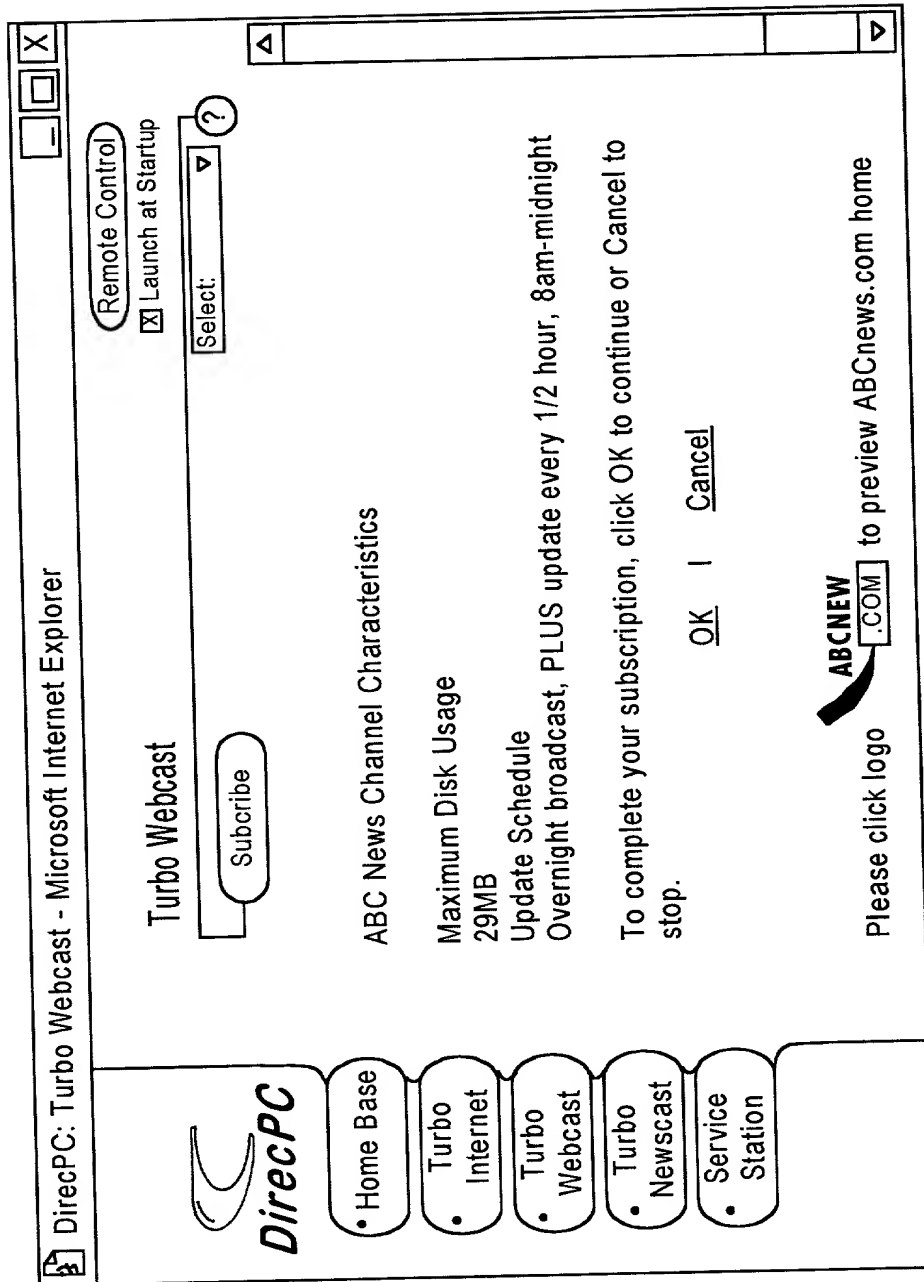 DirecPC: Turbo Webcast - Microsoft Internet Explorer
_ X
DirecPC
• Home Base
• Turbo
Internet
• Turbo
Webcast
• Turbo
Newscast
• Service
Station
Turbo Webcast
Remote Control
X Launch at Startup
Subcribe
Select:
?
ABC News Channel Characteristics
Maximum Disk Usage
29MB
Update Schedule
Overnight broadcast, PLUS update every 1/2 hour, 8am-midnight
To complete your subscription, click OK to continue or Cancel to
stop.
OK | Cancel
Please click logo ABCNEW
.COM to preview ABCnews.com home